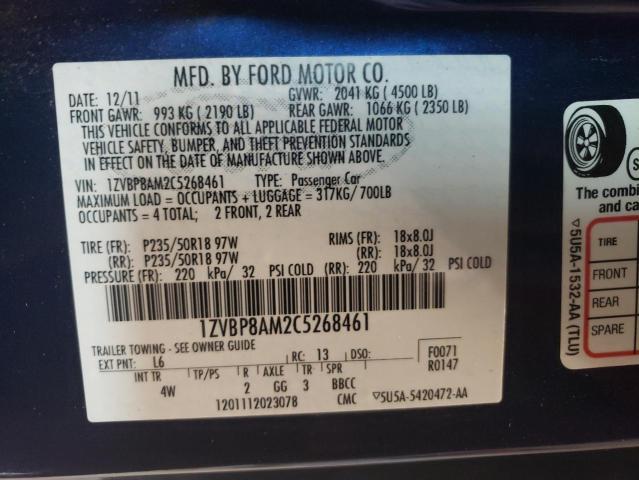 MFD. BY FORD MOTOR CO.
DATE: 12/11 GVWR: 2041 KG (4500 LB)
FRONT GAWR: 993 KG (2190 LB) REAR GAWR: 1066 KG (2350 LB)
THIS VEHICLE CONFORMS TO ALL APPLICABLE FEDERAL MOTOR
VEHICLE SAFETY, BUMPER, AND THEFT PREVENTION STANDARDS
IN EFFECT ON THE DATE OF MANUFACTURE SHOWN ABOVE.
VIN: 1ZVBP8AM2C5268461 TYPE: Passenger Car
MAXIMUM LOAD = OCCUPANTS + LUGGAGE = 317KG/700LB
OCCUPANTS = 4 TOTAL; 2 FRONT, 2 REAR
TIRE (FR): P235/50R18 97W RIMS (FR): 18x8.0J
(RR): P235/50R18 97W (RR): 18x8.0J
PRESSURE (FR): 220 kPa/ 32 PSI COLD (RR): 220 kPa/ 32 PSI COLD
1ZVBP8AM2C5268461
TRAILER TOWING - SEE OWNER GUIDE
EXT PNT: L6 RC: 13 DSO: F0071
R0147
INT TR TP/PS R AXLE TR SPR
4W 2 GG 3 BBCC
1201112023078 CMC ▽5U5A-5420472-AA
The combin
and ca
TIRE
FRONT
REAR
SPARE
▽5U5A-1532-AA (TLU)